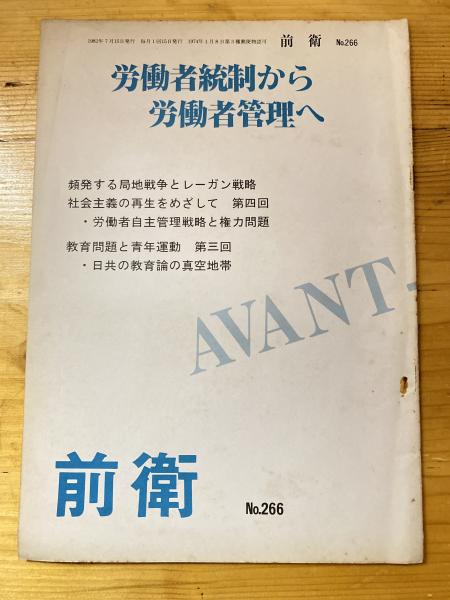 1982年7月15日発行 毎月1回15日発行 1974年1月8日第3種郵便物認可 前衛 No.266
労働者統制から
労働者管理へ
頻発する局地戦争とレーガン戦略
社会主義の再生をめざして 第四回
・労働者自主管理戦略と権力問題
教育問題と青年運動 第三回
・日共の教育論の真空地帯
AVANT-
前衛 No.266